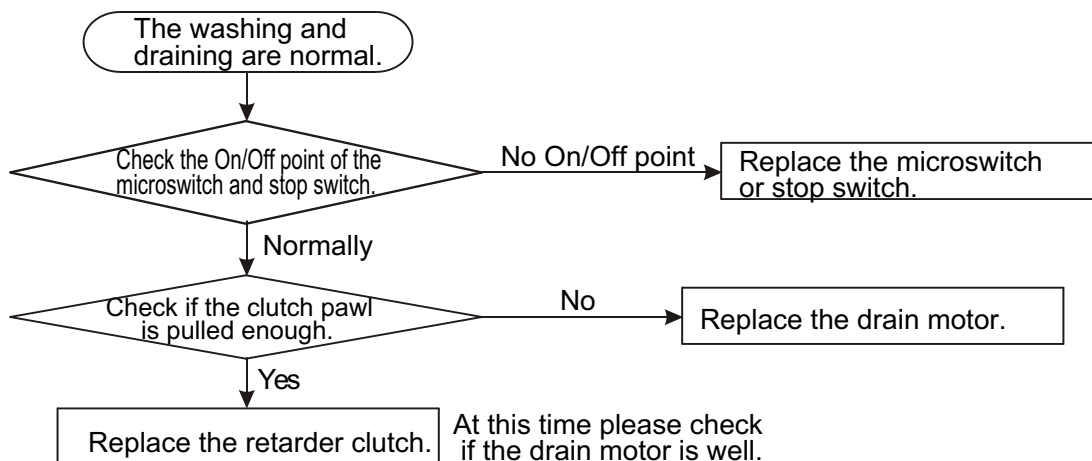 The washing and
draining are normal.
Check the On/Off point of the
microswitch and stop switch.
No On/Off point
Replace the microswitch
or stop switch.
Normally
Check if the clutch pawl
is pulled enough.
No
Replace the drain motor.
Yes
Replace the retarder clutch.
At this time please check
if the drain motor is well.